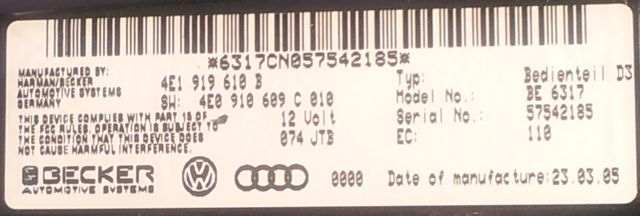 *6317CN057542185*
MANUFACTURED BY:
HARMAN/BECKER
AUTOMOTIVE SYSTEMS
GERMANY
4E1 919 610 B
SW: 4E0 910 609 C 010
THIS DEVICE COMPLIES WITH PART 15 OF
THE FCC RULES. OPERATION IS SUBJECT TO
THE CONDITION THAT THIS DEVICE DOES
NOT CAUSE HARMFUL INTERFERENCE.
12 Volt
074 JTB
Typ: Bedienteil D3
Model No.: BE 6317
Serial No.: 57542185
EC: 110
BECKER
AUTOMOTIVE SYSTEMS
0000 Date of manufacture:23.03.05